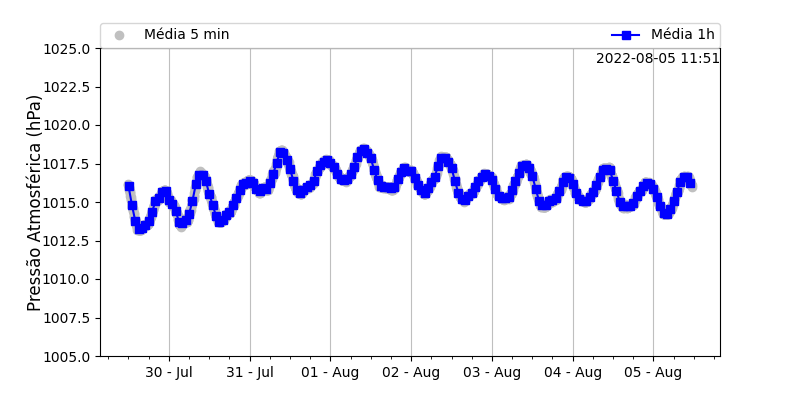 Média 5 min
Média 1h
2022-08-05 11:51
Pressão Atmosférica (hPa)
1025.0
1022.5
1020.0
1017.5
1015.0
1012.5
1010.0
1007.5
1005.0
30 - Jul
31 - Jul
01 - Aug
02 - Aug
03 - Aug
04 - Aug
05 - Aug